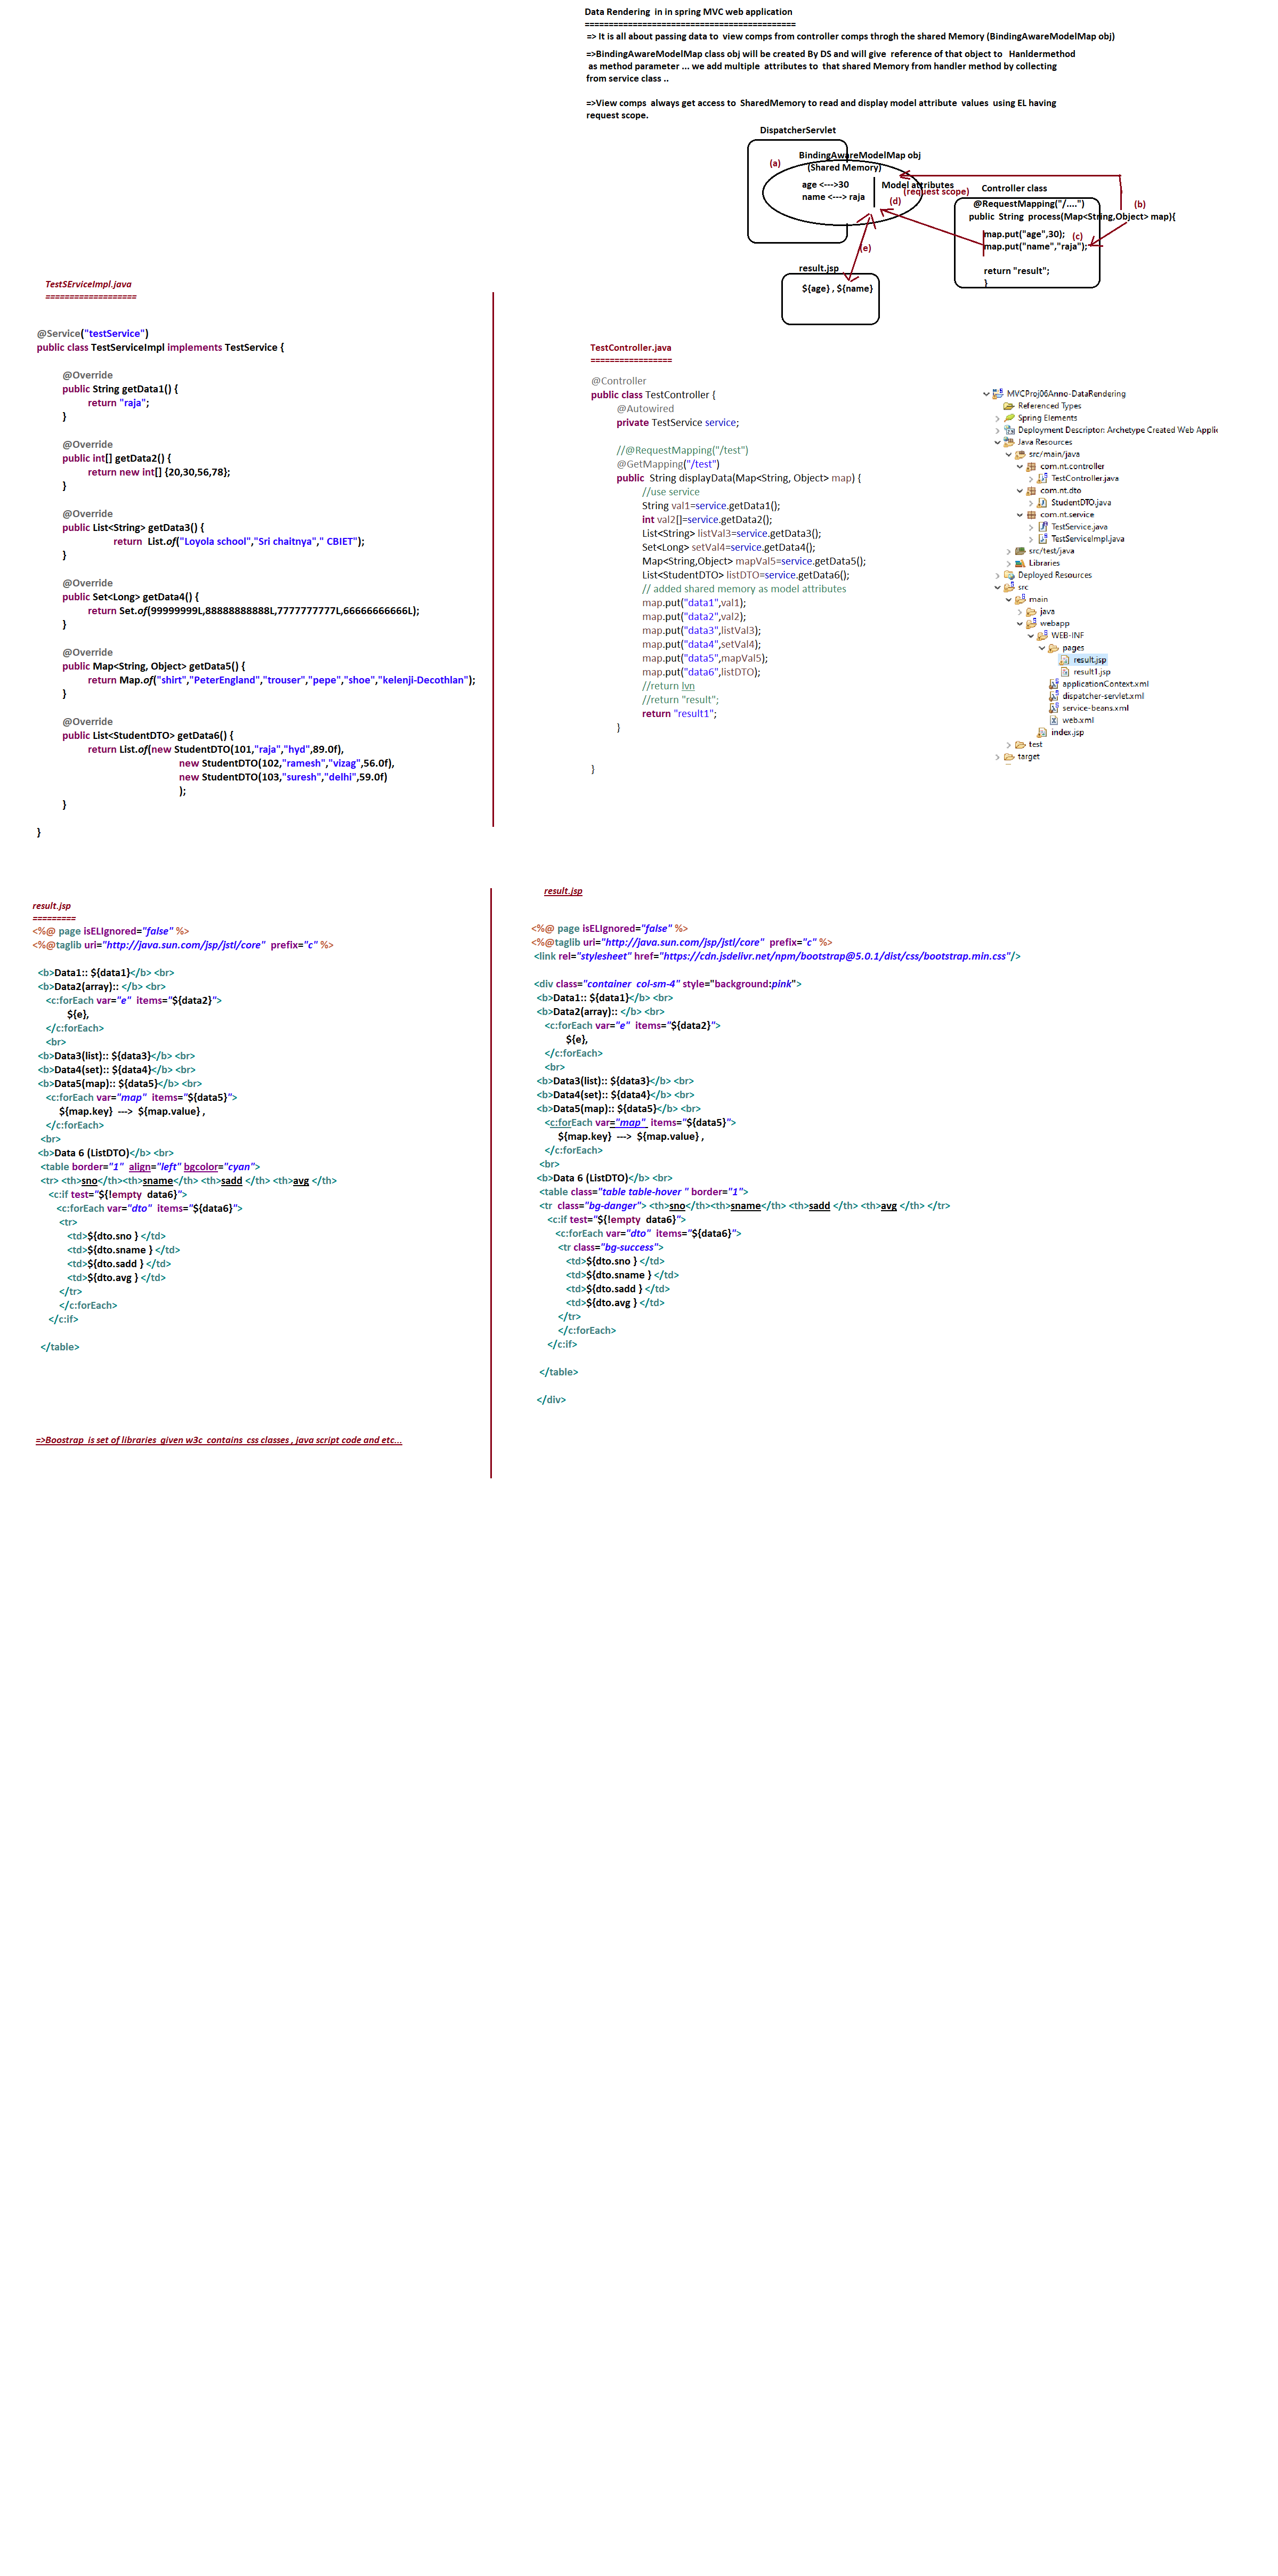 Data Rendering in in spring MVC web application
============================================
=> It is all about passing data to view comps from controller comps throgh the shared Memory (BindingAwareModelMap obj)
=>BindingAwareModelMap class obj will be created By DS and will give reference of that object to Hanldermethod
as method parameter ... we add multiple attributes to that shared Memory from handler method by collecting
from service class ..
=>View comps always get access to SharedMemory to read and display model attribute values using EL having
request scope.
DispatcherServlet
BindingAwareModelMap obj
(a)
(Shared Memory)
age <--->30
name <---> raja
Model attributes
(request scope)
(d)
(e)
Controller class
@RequestMapping("/....")
(b)
public String process(Map<String,Object> map){
map.put("age",30);
(c)
map.put("name","raja");
return "result";
}
result.jsp
${age} , ${name}
TestSErviceImpl.java
===================
@Service("testService")
public class TestServiceImpl implements TestService {
@Override
public String getData1() {
return "raja";
}
@Override
public int[] getData2() {
return new int[] {20,30,56,78};
}
@Override
public List<String> getData3() {
return List.of("Loyola school","Sri chaitnya"," CBIET");
}
@Override
public Set<Long> getData4() {
return Set.of(99999999L,88888888888L,7777777777L,66666666666L);
}
@Override
public Map<String, Object> getData5() {
return Map.of("shirt","PeterEngland","trouser","pepe","shoe","kelenji-Decothlan");
}
@Override
public List<StudentDTO> getData6() {
return List.of(new StudentDTO(101,"raja","hyd",89.0f),
new StudentDTO(102,"ramesh","vizag",56.0f),
new StudentDTO(103,"suresh","delhi",59.0f)
);
}
}
TestController.java
=================
@Controller
public class TestController {
@Autowired
private TestService service;
//@RequestMapping("/test")
@GetMapping("/test")
public String displayData(Map<String, Object> map) {
//use service
String val1=service.getData1();
int val2[]=service.getData2();
List<String> listVal3=service.getData3();
Set<Long> setVal4=service.getData4();
Map<String,Object> mapVal5=service.getData5();
List<StudentDTO> listDTO=service.getData6();
// added shared memory as model attributes
map.put("data1",val1);
map.put("data2",val2);
map.put("data3",listVal3);
map.put("data4",setVal4);
map.put("data5",mapVal5);
map.put("data6",listDTO);
//return lvn
//return "result";
return "result1";
}
}
MVCProj06Anno-DataRendering
Referenced Types
Spring Elements
Deployment Descriptor: Archetype Created Web Applic
Java Resources
src/main/java
com.nt.controller
TestController.java
com.nt.dto
StudentDTO.java
com.nt.service
TestService.java
TestServiceImpl.java
src/test/java
Libraries
Deployed Resources
src
main
java
webapp
WEB-INF
pages
result.jsp
result1.jsp
applicationContext.xml
dispatcher-servlet.xml
service-beans.xml
web.xml
index.jsp
test
target
result.jsp
=========
<%@ page isELIgnored="false" %>
<%@taglib uri="http://java.sun.com/jsp/jstl/core" prefix="c" %>
<b>Data1:: ${data1}</b> <br>
<b>Data2(array):: </b> <br>
<c:forEach var="e" items="${data2}">
${e},
</c:forEach>
<br>
<b>Data3(list):: ${data3}</b> <br>
<b>Data4(set):: ${data4}</b> <br>
<b>Data5(map):: ${data5}</b> <br>
<c:forEach var="map" items="${data5}">
${map.key} ---> ${map.value} ,
</c:forEach>
<br>
<b>Data 6 (ListDTO)</b> <br>
<table border="1" align="left" bgcolor="cyan">
<tr> <th>sno</th><th>sname</th> <th>sadd </th> <th>avg </th>
<c:if test="${!empty data6}">
<c:forEach var="dto" items="${data6}">
<tr>
<td>${dto.sno } </td>
<td>${dto.sname } </td>
<td>${dto.sadd } </td>
<td>${dto.avg } </td>
</tr>
</c:forEach>
</c:if>
</table>
=>Boostrap is set of libraries given w3c contains css classes , java script code and etc...
result.jsp
<%@ page isELIgnored="false" %>
<%@taglib uri="http://java.sun.com/jsp/jstl/core" prefix="c" %>
<link rel="stylesheet" href="https://cdn.jsdelivr.net/npm/bootstrap@5.0.1/dist/css/bootstrap.min.css"/>
<div class="container col-sm-4" style="background:pink">
<b>Data1:: ${data1}</b> <br>
<b>Data2(array):: </b> <br>
<c:forEach var="e" items="${data2}">
${e},
</c:forEach>
<br>
<b>Data3(list):: ${data3}</b> <br>
<b>Data4(set):: ${data4}</b> <br>
<b>Data5(map):: ${data5}</b> <br>
<c:forEach var="map" items="${data5}">
${map.key} ---> ${map.value} ,
</c:forEach>
<br>
<b>Data 6 (ListDTO)</b> <br>
<table class="table table-hover " border="1">
<tr class="bg-danger"> <th>sno</th><th>sname</th> <th>sadd </th> <th>avg </th> </tr>
<c:if test="${!empty data6}">
<c:forEach var="dto" items="${data6}">
<tr class="bg-success">
<td>${dto.sno } </td>
<td>${dto.sname } </td>
<td>${dto.sadd } </td>
<td>${dto.avg } </td>
</tr>
</c:forEach>
</c:if>
</table>
</div>